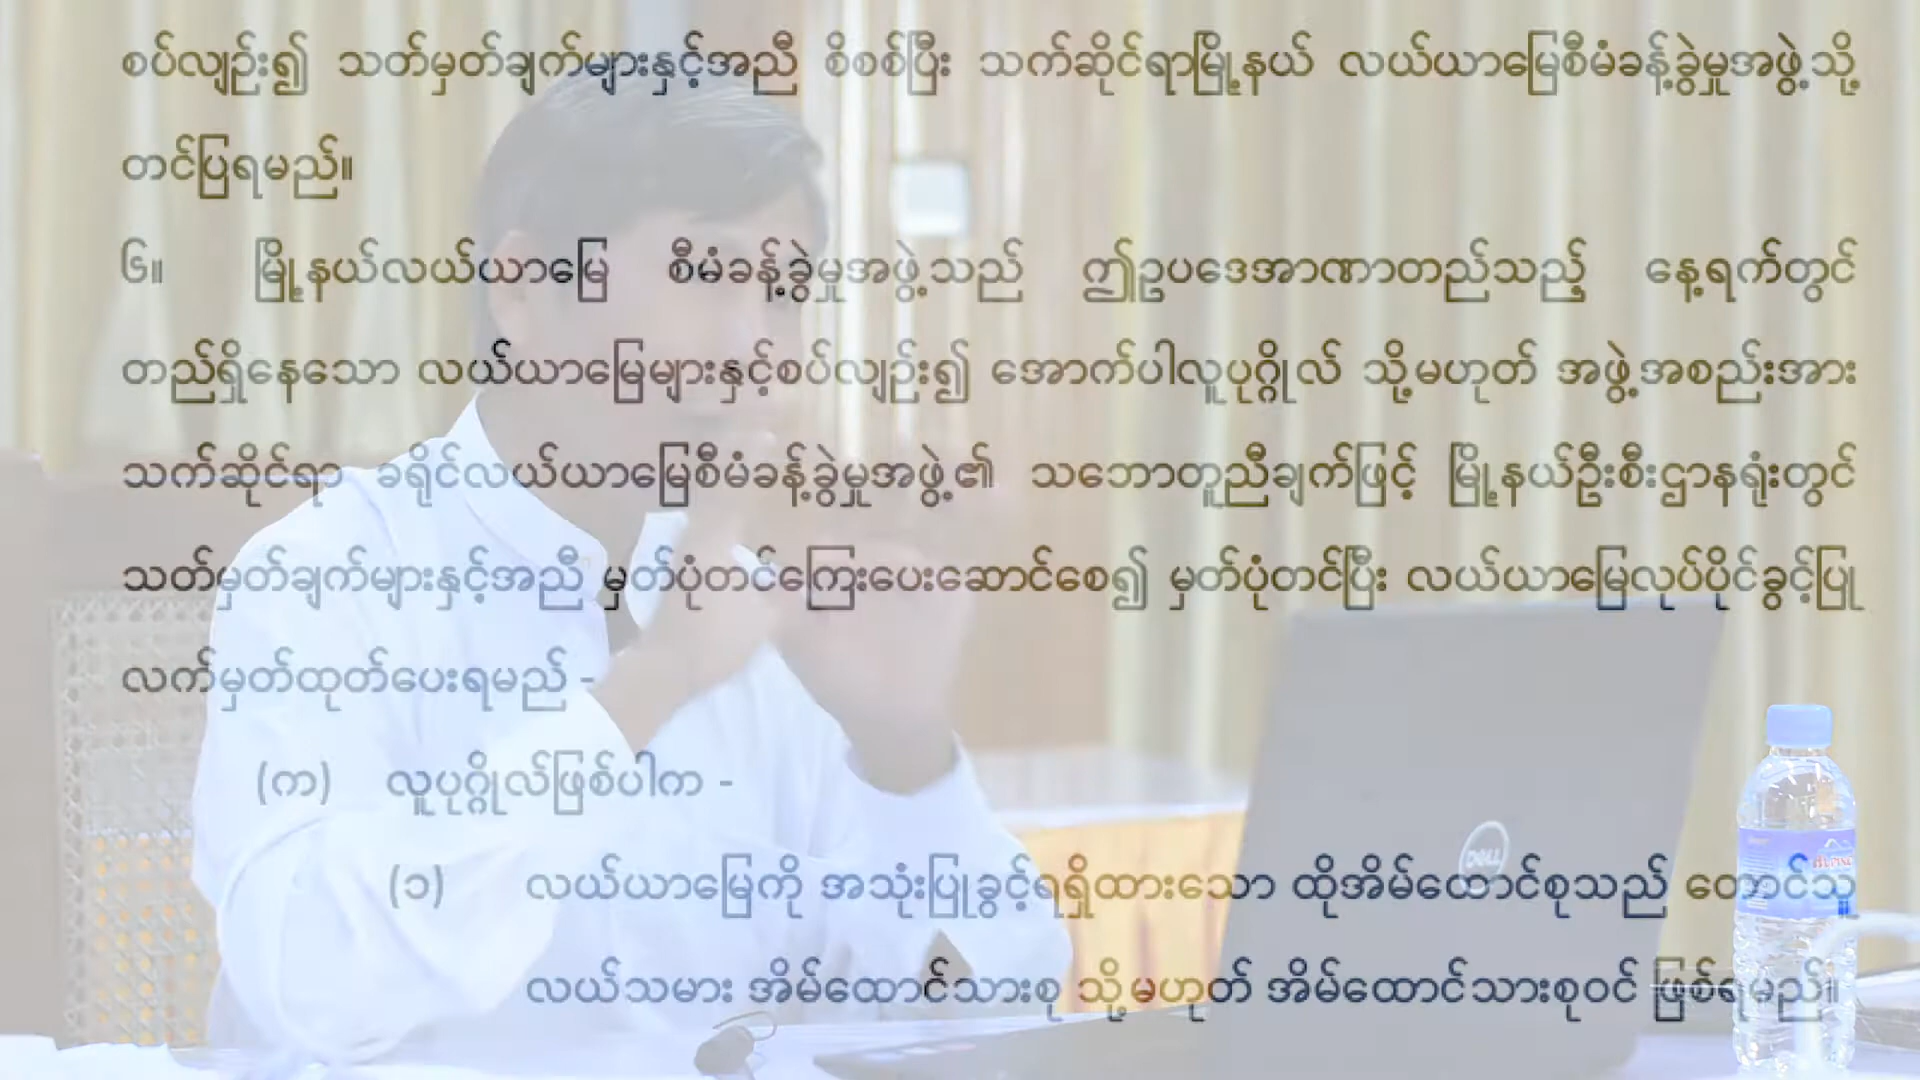 စပ်လျဉ်း၍ သတ်မှတ်ချက်များနှင့်အညီ စိစစ်ပြီး သက်ဆိုင်ရာမြို့နယ် လယ်ယာမြေစီမံခန့်ခွဲမှုအဖွဲ့သို့
တင်ပြရမည်။
၆။ မြို့နယ်လယ်ယာမြေ စီမံခန့်ခွဲမှုအဖွဲ့သည် ဤဥပဒေအာဏာတည်သည့် နေ့ရက်တွင်
တည်ရှိနေသော လယ်ယာမြေများနှင့်စပ်လျဉ်း၍ အောက်ပါလူပုဂ္ဂိုလ် သို့မဟုတ် အဖွဲ့အစည်းအား
သက်ဆိုင်ရာ ခရိုင်လယ်ယာမြေစီမံခန့်ခွဲမှုအဖွဲ့၏ သဘောတူညီချက်ဖြင့် မြို့နယ်ဦးစီးဌာနရုံးတွင်
သတ်မှတ်ချက်များနှင့်အညီ မှတ်ပုံတင်ကြေးပေးဆောင်စေ၍ မှတ်ပုံတင်ပြီး လယ်ယာမြေလုပ်ပိုင်ခွင့်ပြု
လက်မှတ်ထုတ်ပေးရမည် -
(က) လူပုဂ္ဂိုလ်ဖြစ်ပါက -
(၁) လယ်ယာမြေကို အသုံးပြုခွင့်ရရှိထားသော ထိုအိမ်ထောင်စုသည် တောင်သူ
လယ်သမား အိမ်ထောင်သားစု သို့မဟုတ် အိမ်ထောင်သားစုဝင် ဖြစ်ရမည်။
DELL